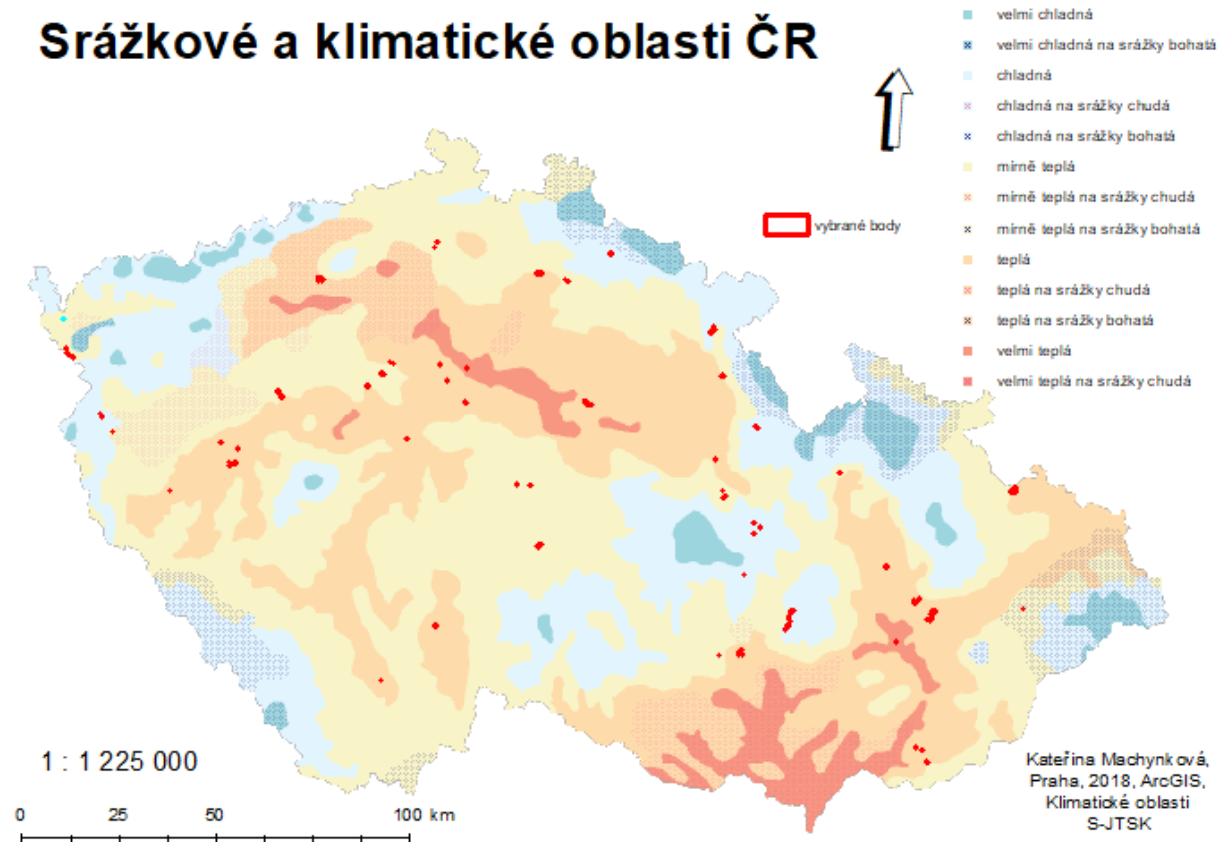 Srážkové a klimatické oblasti ČR
velmi chladná
velmi chladná na srážky bohatá
chladná
chladná na srážky chudá
chladná na srážky bohatá
mírně teplá
mírně teplá na srážky chudá
mírně teplá na srážky bohatá
teplá
teplá na srážky chudá
teplá na srážky bohatá
velmi teplá
velmi teplá na srážky chudá
vybrané body
1 : 1 225 000
0 25 50 100 km
Kateřina Machynková,
Praha, 2018, ArcGIS,
Klimatické oblasti
S-JTSK